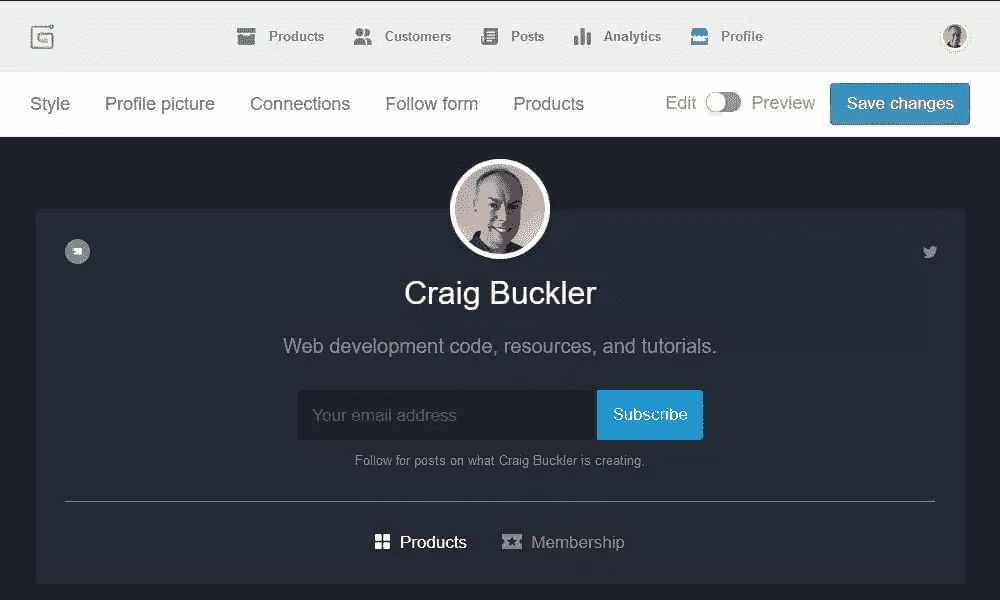 Products Customers Posts Analytics Profile
Style Profile picture Connections Follow form Products Edit Preview Save changes
Craig Buckler
Web development code, resources, and tutorials.
Your email address Subscribe
Follow for posts on what Craig Buckler is creating.
Products Membership